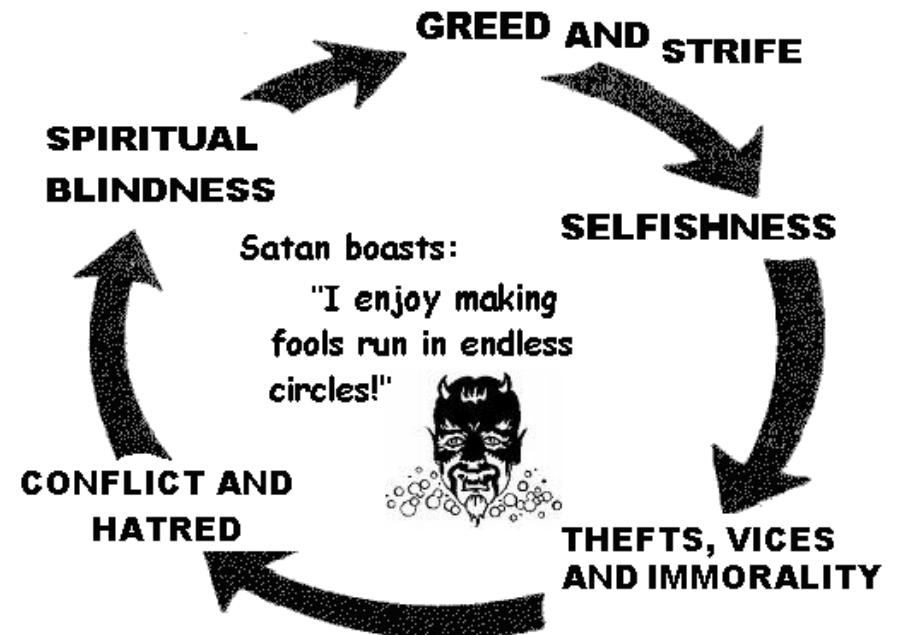 GREED AND STRIFE
SELFISHNESS
THEFTS, VICES
AND IMMORALITY
CONFLICT AND
HATRED
SPIRITUAL
BLINDNESS
Satan boasts:
"I enjoy making
fools run in endless
circles!"